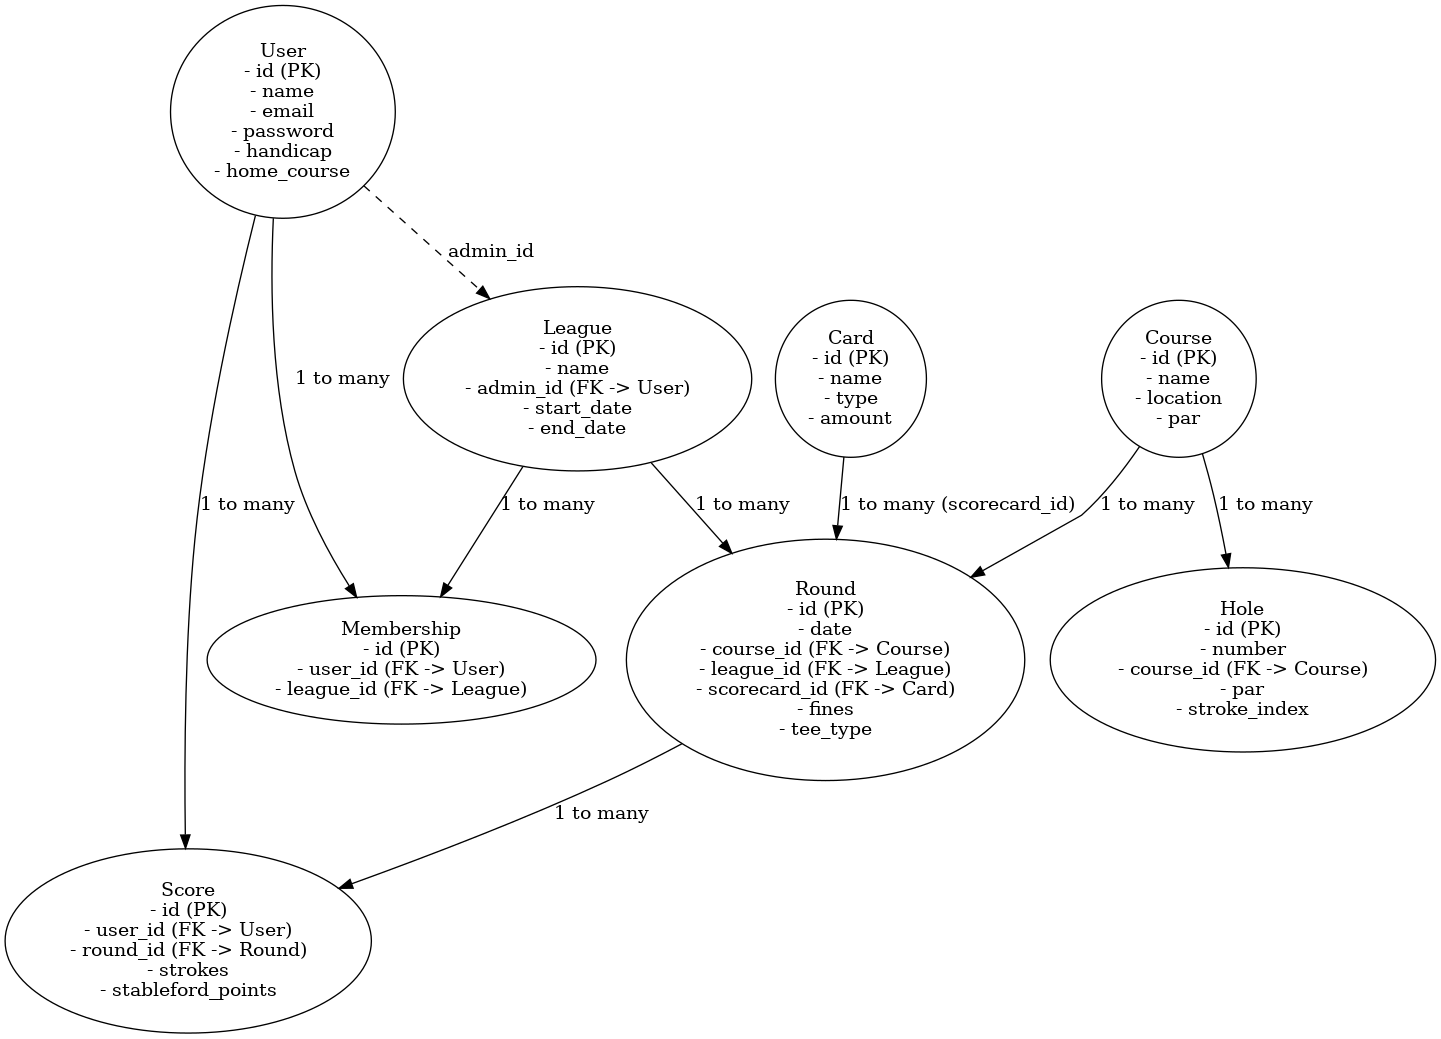 User
- id (PK)
- name
- email
- password
- handicap
- home_course
admin_id
League
- id (PK)
- name
- admin_id (FK -> User)
- start_date
- end_date
Card
- id (PK)
- name
- type
- amount
Course
- id (PK)
- name
- location
- par
1 to many
1 to many
1 to many
1 to many
1 to many (scorecard_id)
1 to many
1 to many
Membership
- id (PK)
- user_id (FK -> User)
- league_id (FK -> League)
Round
- id (PK)
- date
- course_id (FK -> Course)
- league_id (FK -> League)
- scorecard_id (FK -> Card)
- fines
- tee_type
Hole
- id (PK)
- number
- course_id (FK -> Course)
- par
- stroke_index
1 to many
Score
- id (PK)
- user_id (FK -> User)
- round_id (FK -> Round)
- strokes
- stableford_points